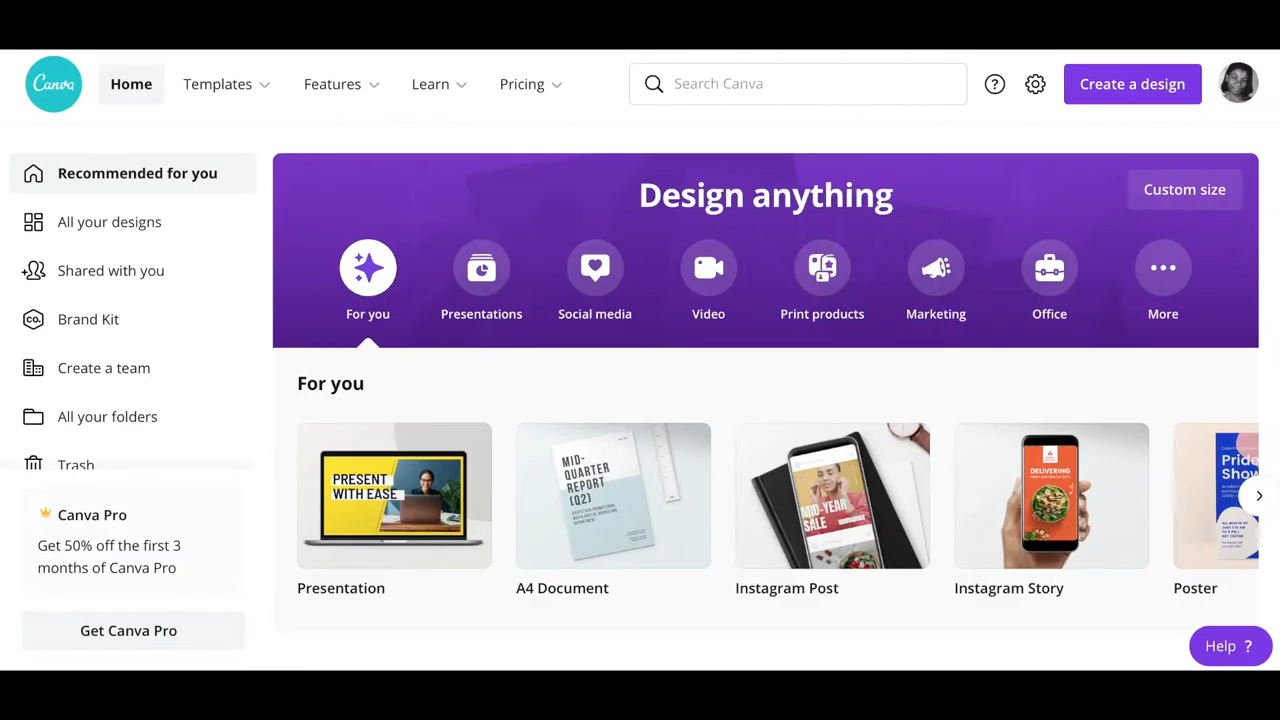 Canva
Home
Templates
Features
Learn
Pricing
Search Canva
?
Create a design
Recommended for you
All your designs
Shared with you
CO.
Brand Kit
Create a team
All your folders
Trash
Canva Pro
Get 50% off the first 3
months of Canva Pro
Get Canva Pro
Design anything
Custom size
For you
Presentations
Social media
Video
Print products
Marketing
Office
More
For you
PRESENT
WITH EASE
Presentation
MID-
QUARTER
REPORT
(Q2)
A4 Document
MID-YEAR
SALE
Instagram Post
DELIVERING
Instagram Story
Pride
Show
Poster
Help ?